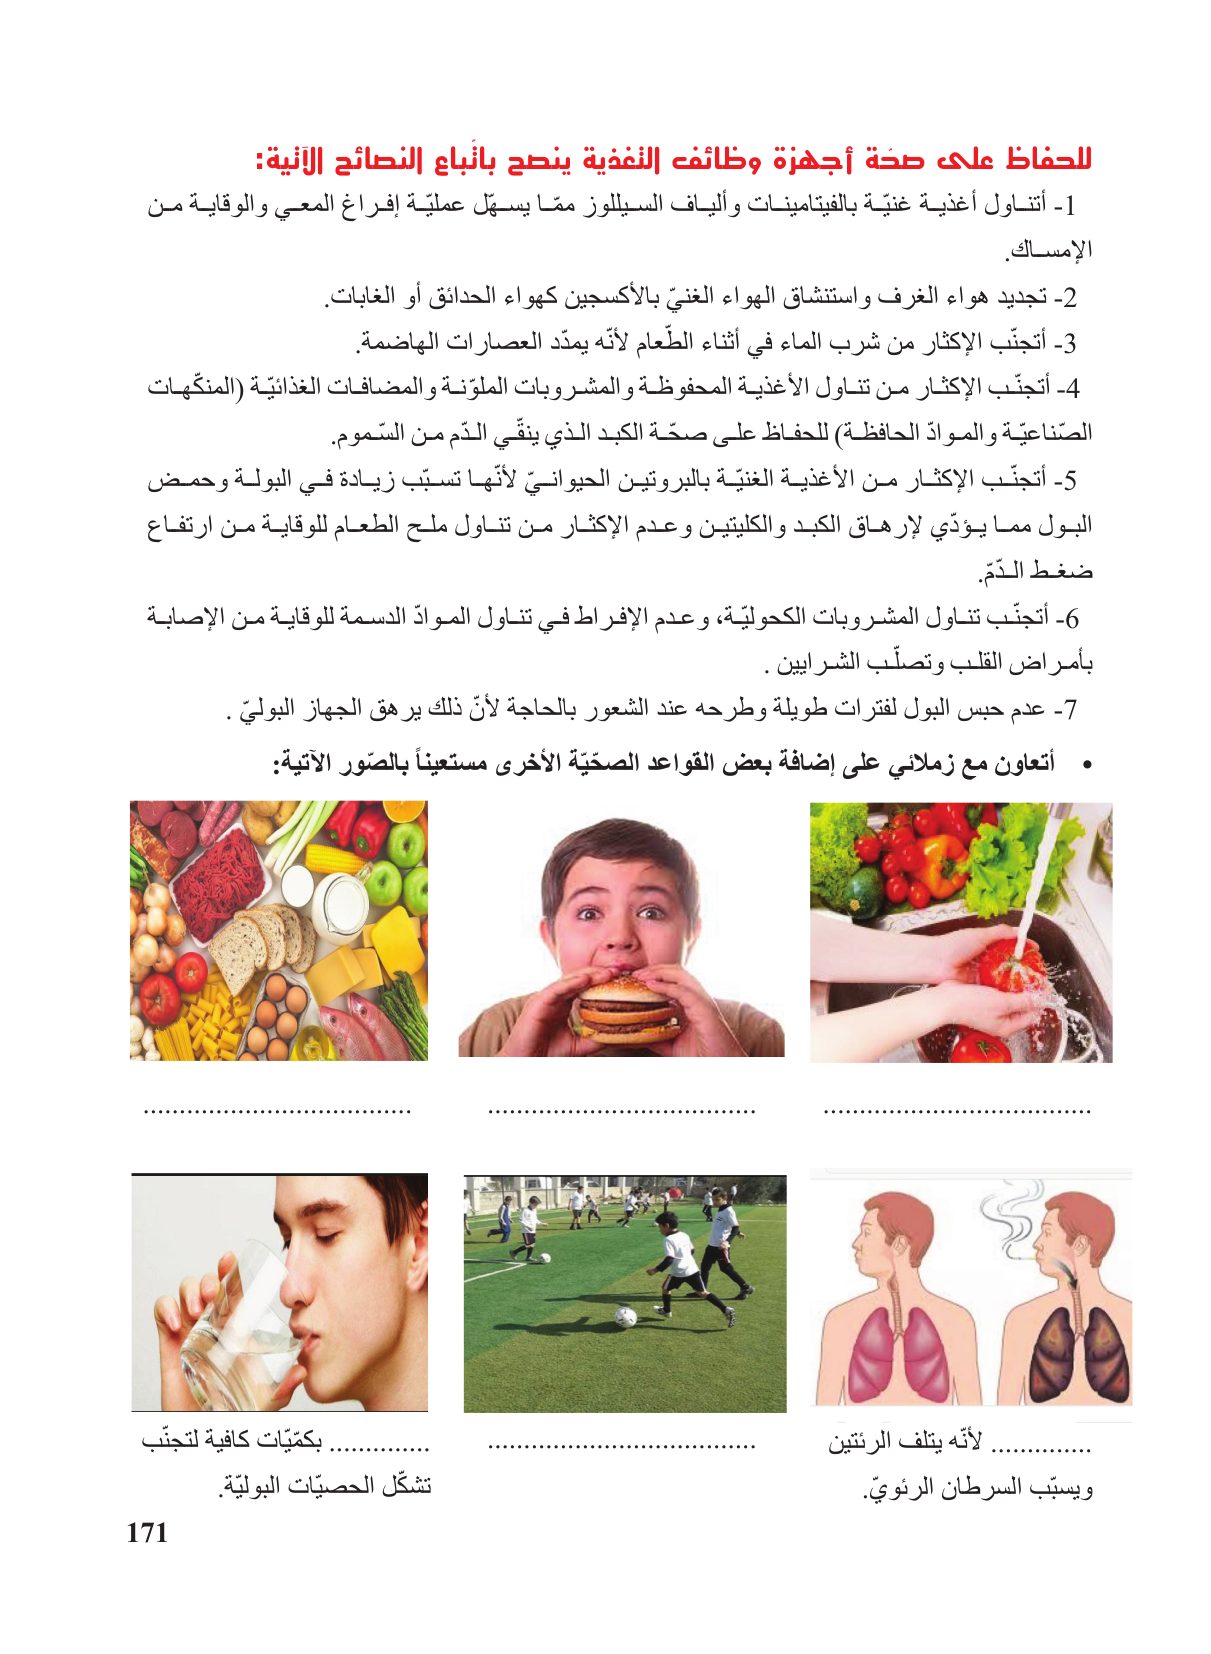 للحفاظ على صحّة أجهزة وظائف التغذية ينصح باتّباع النصائح الآتية:
1- أتناول أغذية غنيّة بالفيتامينات وألياف السيللوز ممّا يسهّل عمليّة إفراغ المعي والوقاية من
الإمساك.
2- تجديد هواء الغرف واستنشاق الهواء الغنيّ بالأكسجين كهواء الحدائق أو الغابات.
3- أتجنّب الإكثار من شرب الماء في أثناء الطّعام لأنّه يمدّد العصارات الهاضمة.
4- أتجنّب الإكثار من تناول الأغذية المحفوظة والمشروبات الملوّنة والمضافات الغذائيّة (المنكّهات
الصّناعيّة والموادّ الحافظة) للحفاظ على صحّة الكبد الذي ينقّي الدّم من السّموم.
5- أتجنّب الإكثار من الأغذية الغنيّة بالبروتين الحيوانيّ لأنّها تسبّب زيادة في البولة وحمض
البول مما يؤدّي لإرهاق الكبد والكليتين وعدم الإكثار من تناول ملح الطعام للوقاية من ارتفاع
ضغط الدّمّ.
6- أتجنّب تناول المشروبات الكحوليّة، وعدم الإفراط في تناول الموادّ الدسمة للوقاية من الإصابة
بأمراض القلب وتصلّب الشرايين .
7- عدم حبس البول لفترات طويلة وطرحه عند الشعور بالحاجة لأنّ ذلك يرهق الجهاز البوليّ .
• أتعاون مع زملائي على إضافة بعض القواعد الصحّيّة الأخرى مستعيناً بالصّور الآتية:
..................................... ..................................... .....................................
.............. لأنّه يتلف الرئتين
ويسبّب السرطان الرئويّ.
.....................................
.............. بكمّيّات كافية لتجنّب
تشكّل الحصيّات البوليّة.
171